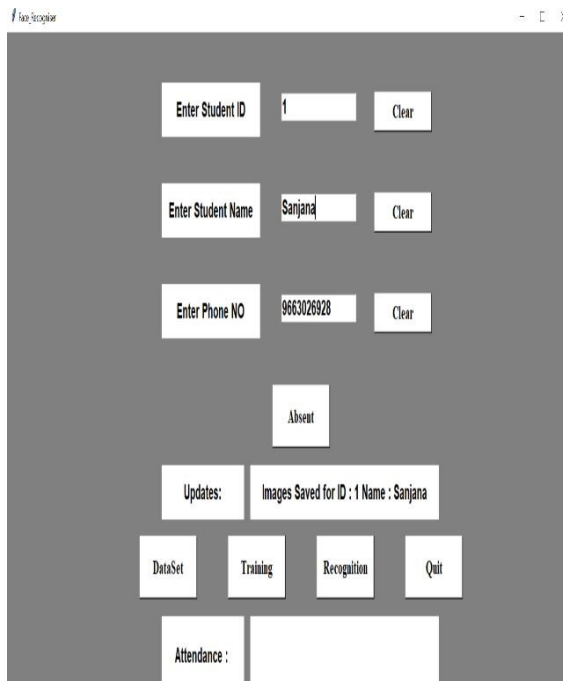 Face_Recogniser
Enter Student ID 1 Clear
Enter Student Name Sanjana Clear
Enter Phone NO 9663026928 Clear
Absent
Updates: Images Saved for ID : 1 Name : Sanjana
DataSet Training Recognition Quit
Attendance :